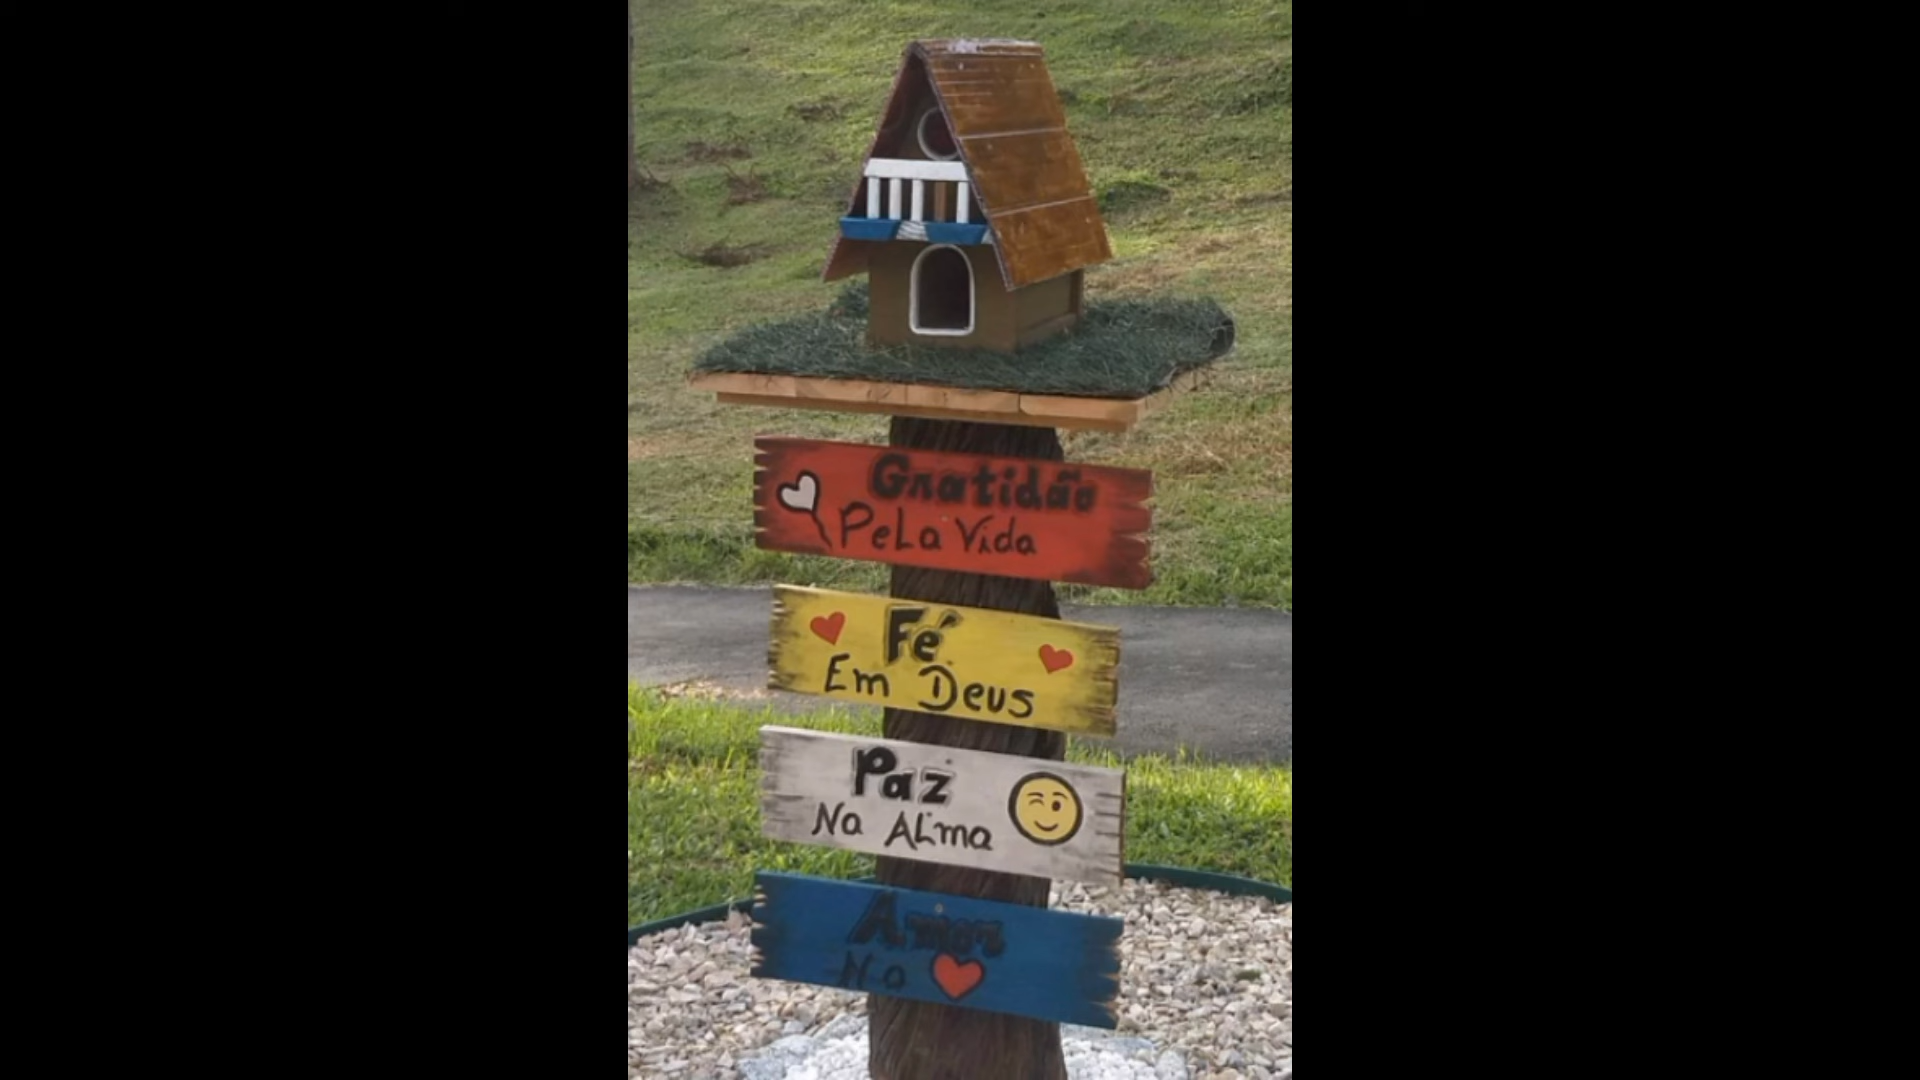 Gratidão
Pela Vida
Fé
Em Deus
Paz
Na Alma
Amor
No